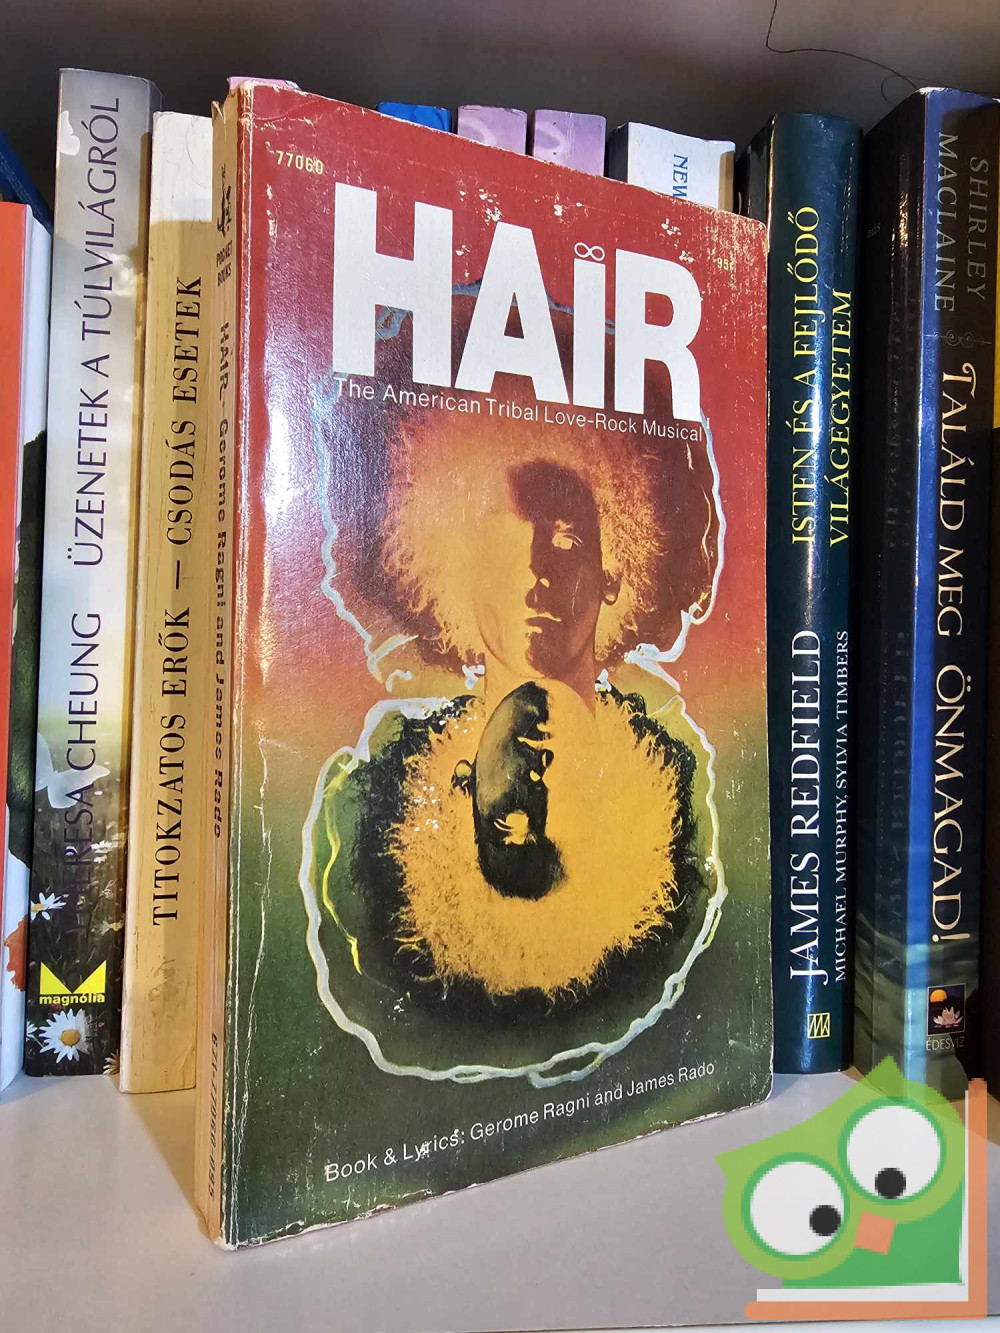 77060
HAiR
95¢
The American Tribal Love-Rock Musical
Book & Lyrics: Gerome Ragni and James Rado
POCKET
BOOKS
HAIR - Gerome Ragni and James Rado
THERESA CHEUNG ÜZENETEK A TÚLVILÁGRÓL
magnólia
TITOKZATOS ERŐK — CSODÁS ESETEK
NEW
JAMES REDFIELD
MICHAEL MURPHY, SYLVIA TIMBERS
ISTEN ÉS A FEJLŐDŐ
VILÁGEGYETEM
SHIRLEY
MACLAINE
TALÁLD MEG ÖNMAGAD!
ÉDESVÍZ